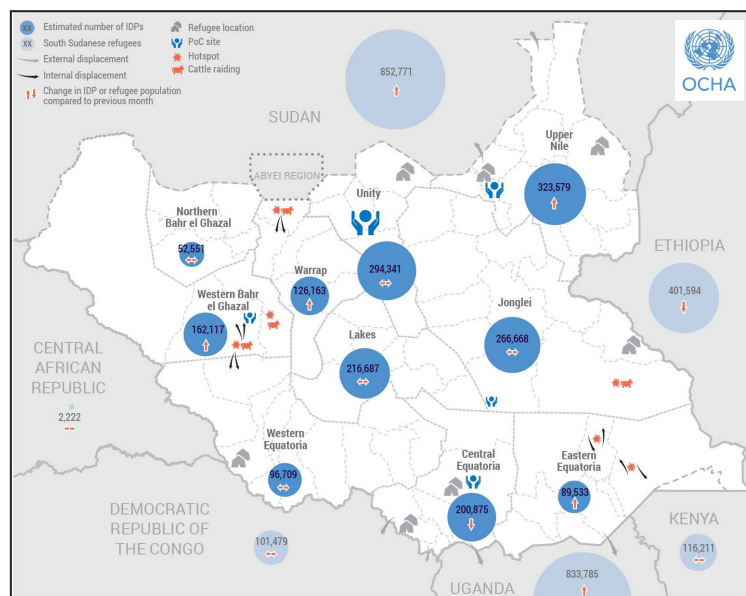 XX Estimated number of IDPs
XX South Sudanese refugees
External displacement
Internal displacement
Change in IDP or refugee population
compared to previous month
Refugee location
PoC site
Hotspot
Cattle raiding
OCHA
852,771
SUDAN
ABYEI REGION
Upper
Nile
323,579
Unity
Northern
Bahr el Ghazal
52,551
ETHIOPIA
401,594
294,341
Warrap
126,163
Western Bahr
el Ghazal
162,117
Jonglei
266,668
Lakes
216,687
CENTRAL
AFRICAN
REPUBLIC
2,222
Western
Equatoria
96,709
Central
Equatoria
200,875
Eastern
Equatoria
89,533
DEMOCRATIC
REPUBLIC OF
THE CONGO
101,479
KENYA
116,211
UGANDA
833,785